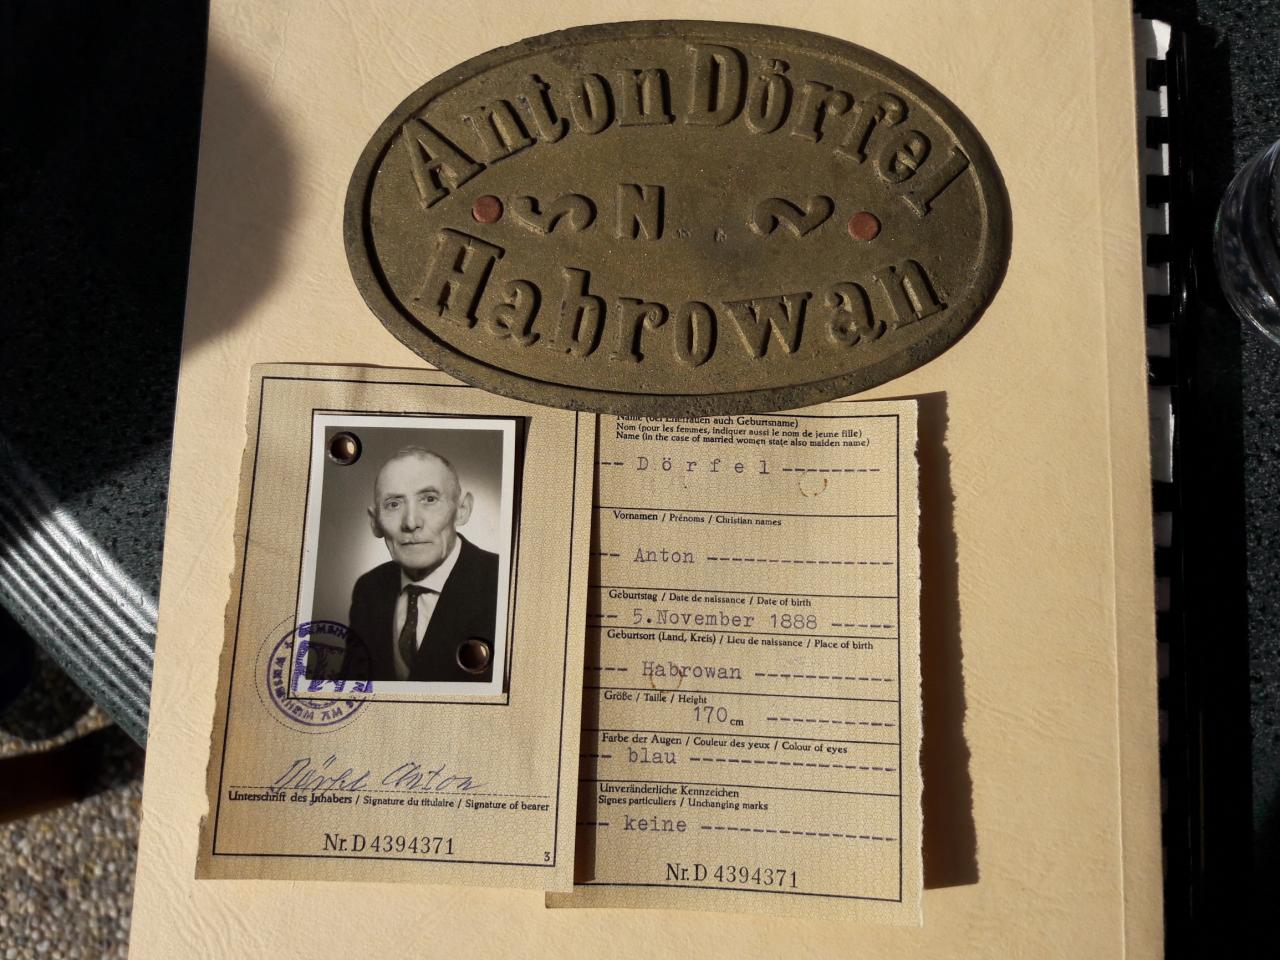 Anton Dörfel
N.
Habrowan
Dörfel Anton
Unterschrift des Inhabers / Signature du titulaire / Signature of bearer
Nr. D 4394371
3
Name (bei Ehefrauen auch Geburtsname)
Nom (pour les femmes, indiquer aussi le nom de jeune fille)
Name (in the case of married women state also maiden name)
-- Dörfel --------
Vornamen / Prénoms / Christian names
-- Anton ----------------
Geburtstag / Date de naissance / Date of birth
-- 5.November 1888 ------
Geburtsort (Land, Kreis) / Lieu de naissance / Place of birth
--- Habrowan ------------
Größe / Taille / Height
170 cm -----------
Farbe der Augen / Couleur des yeux / Colour of eyes
-- blau ------------------
Unveränderliche Kennzeichen
Signes particuliers / Unchanging marks
-- keine -----------------
Nr. D 4394371